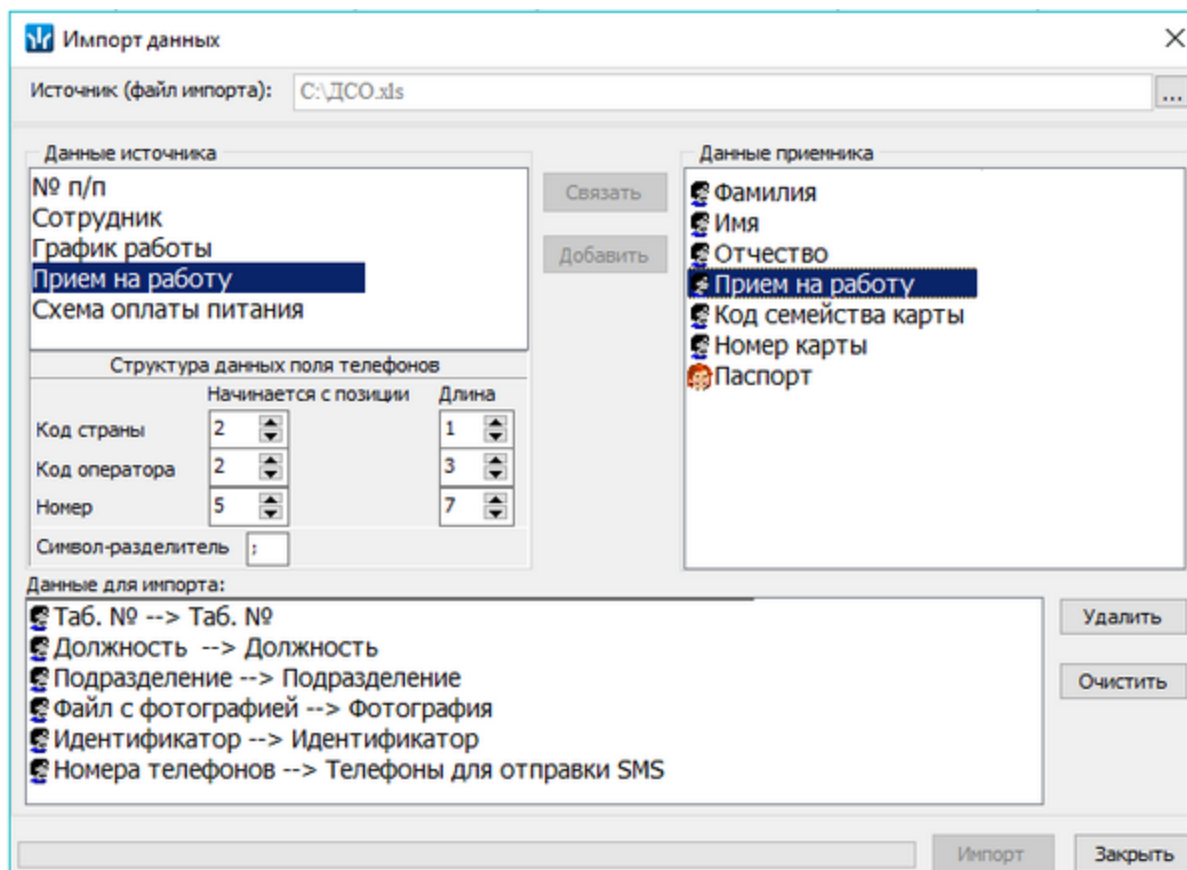 Импорт данных
Источник (файл импорта): C:\ДСО.xls ...
Данные источника
№ п/п
Сотрудник
График работы
Прием на работу
Схема оплаты питания
Структура данных поля телефонов
Начинается с позиции Длина
Код страны 2 1
Код оператора 2 3
Номер 5 7
Символ-разделитель ;
Связать
Добавить
Данные приемника
Фамилия
Имя
Отчество
Прием на работу
Код семейства карты
Номер карты
Паспорт
Данные для импорта:
Таб. № --> Таб. №
Должность --> Должность
Подразделение --> Подразделение
Файл с фотографией --> Фотография
Идентификатор --> Идентификатор
Номера телефонов --> Телефоны для отправки SMS
Удалить
Очистить
Импорт Закрыть